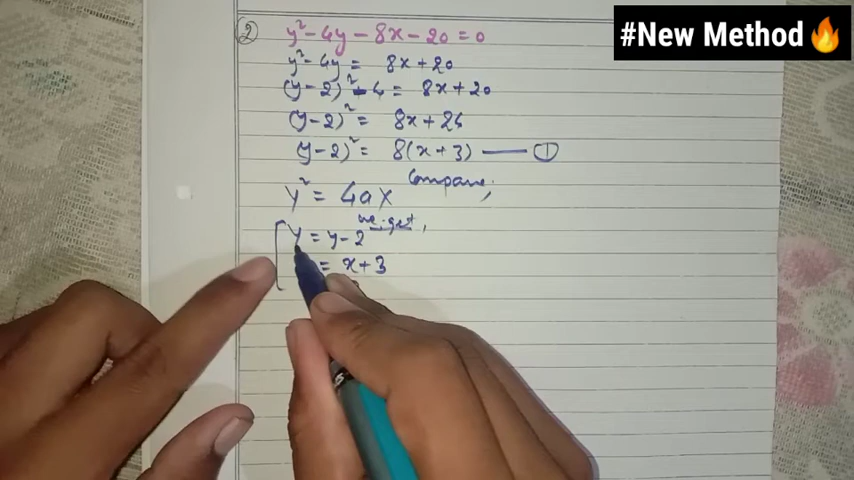 #New Method🔥
② y² - 4y - 8x - 20 = 0
y² - 4y = 8x + 20
(y - 2)² - 4 = 8x + 20
(y - 2)² = 8x + 24
(y - 2)² = 8(x + 3) —— ①
Compare;
Y² = 4aX
we get,
Y = y - 2
= x + 3